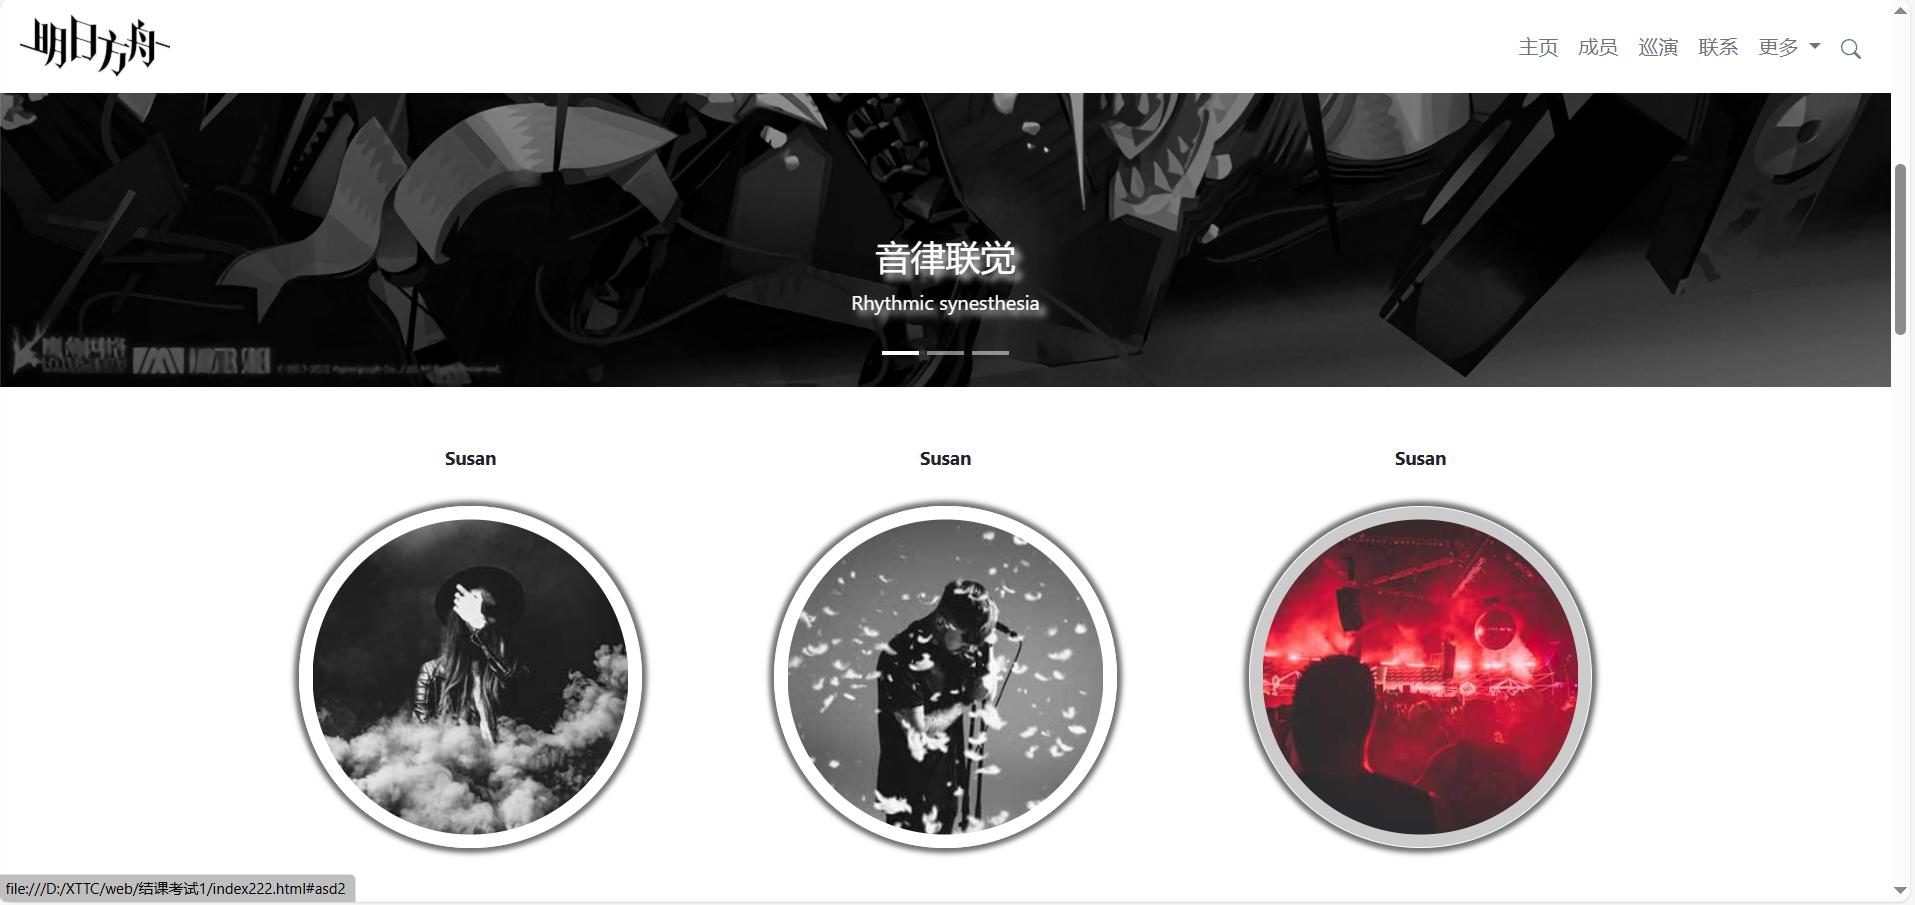 明日方舟
主页 成员 巡演 联系 更多
音律联觉
Rhythmic synesthesia
Susan Susan Susan
file:///D:/XTTC/web/结课考试1/index222.html#asd2